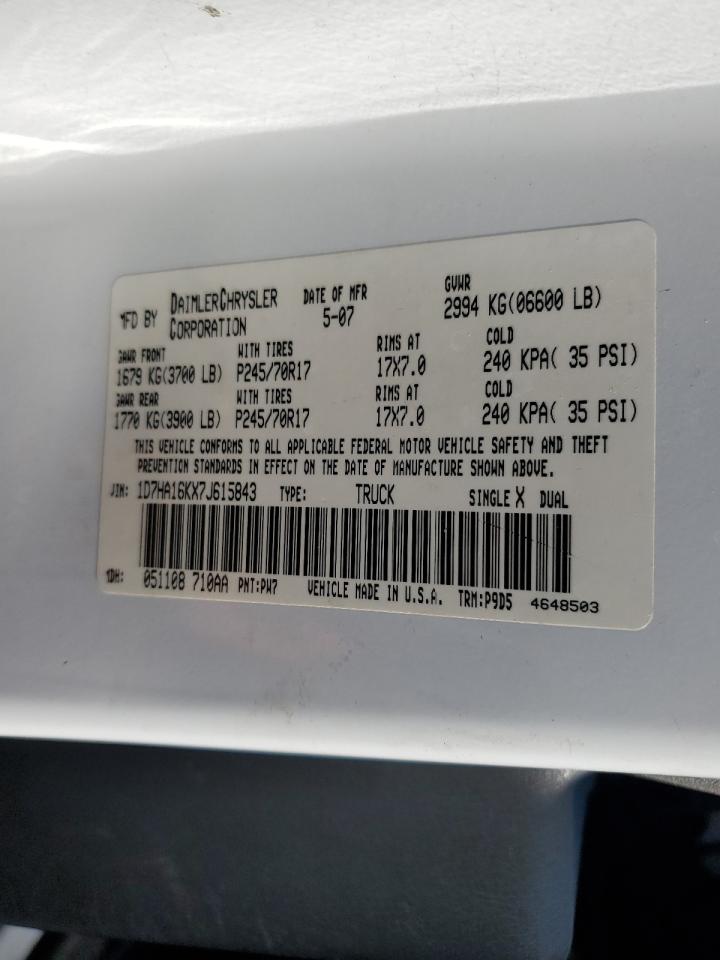 MFD BY DAIMLERCHRYSLER CORPORATION DATE OF MFR 5-07 GVWR 2994 KG(06600 LB)
GAWR FRONT WITH TIRES RIMS AT COLD
1679 KG(3700 LB) P245/70R17 17X7.0 240 KPA( 35 PSI)
GAWR REAR WITH TIRES RIMS AT COLD
1770 KG(3900 LB) P245/70R17 17X7.0 240 KPA( 35 PSI)
THIS VEHICLE CONFORMS TO ALL APPLICABLE FEDERAL MOTOR VEHICLE SAFETY AND THEFT
PREVENTION STANDARDS IN EFFECT ON THE DATE OF MANUFACTURE SHOWN ABOVE.
VIN: 1D7HA16KX7J615843 TYPE: TRUCK SINGLE X DUAL
MDH: 051108 710AA PNT:PW7 VEHICLE MADE IN U.S.A. TRM:P9D5 4648503